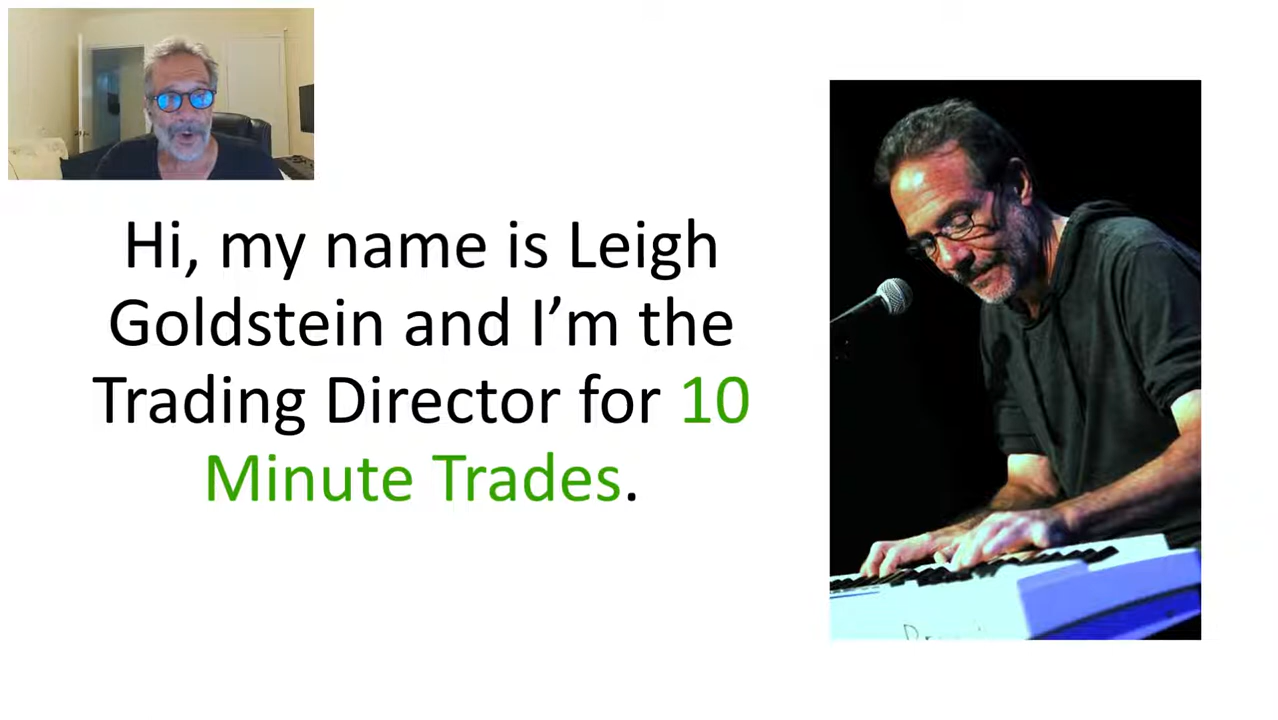 Hi, my name is Leigh
Goldstein and I’m the
Trading Director for 10
Minute Trades.